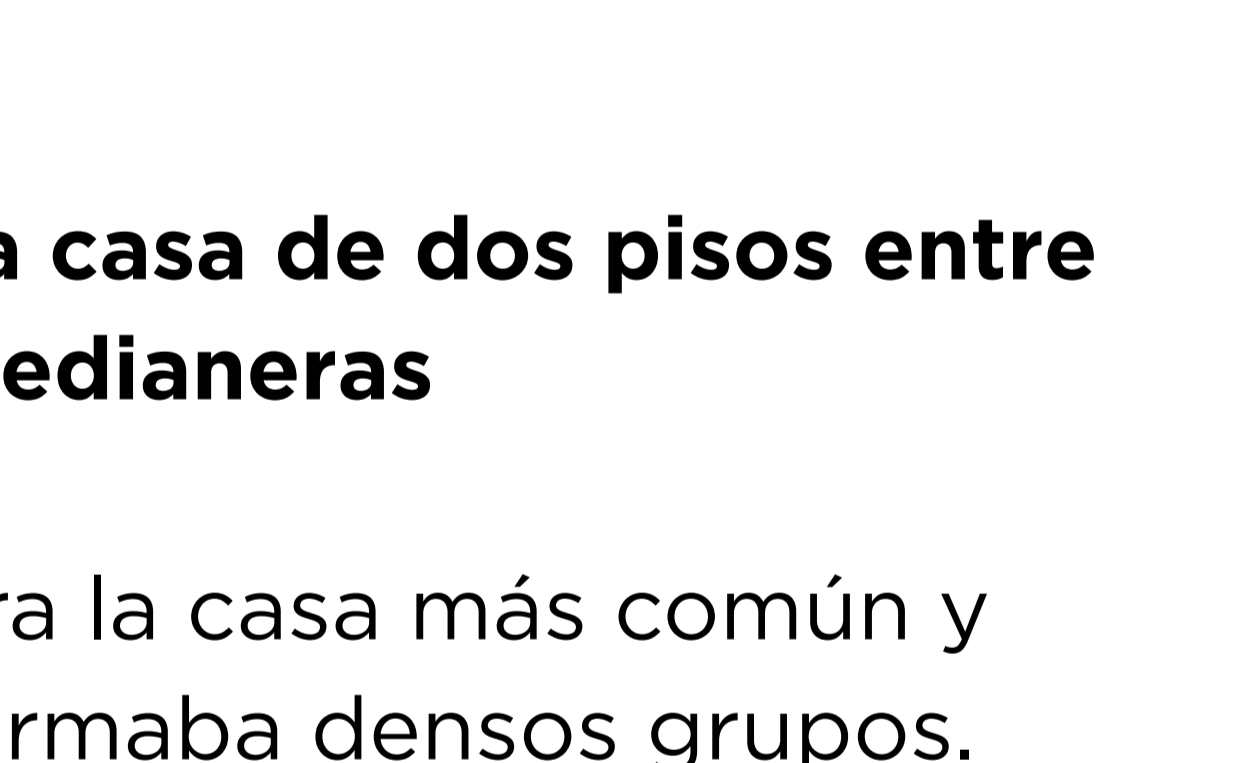 a casa de dos pisos entre
edianeras
ra la casa más común y
rmaba densos grupos.